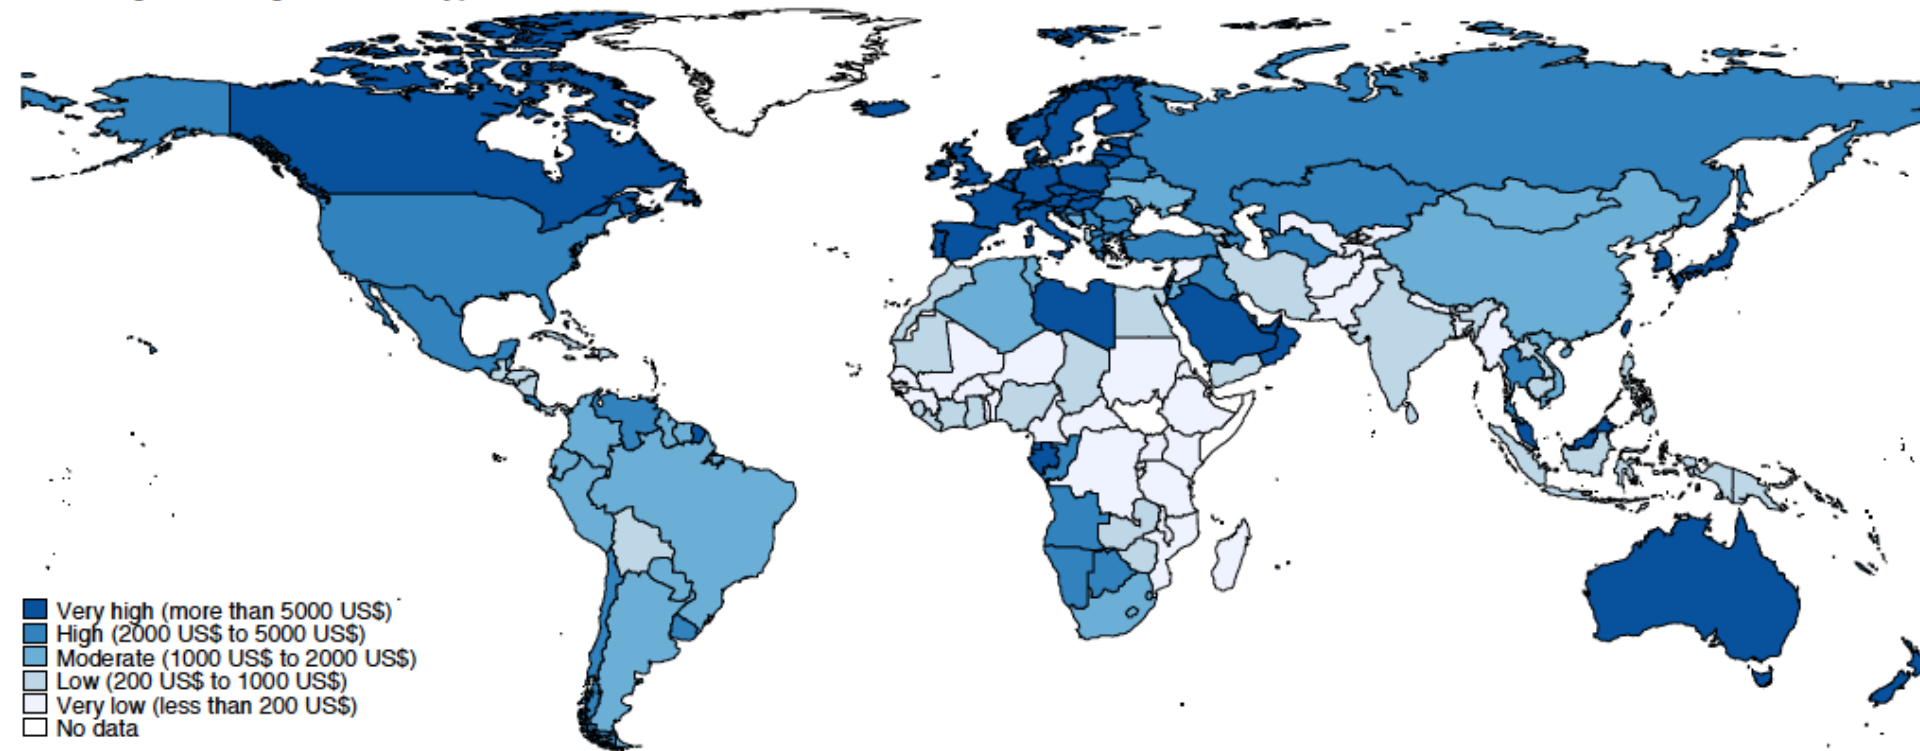 Very high (more than 5000 US$)
High (2000 US$ to 5000 US$)
Moderate (1000 US$ to 2000 US$)
Low (200 US$ to 1000 US$)
Very low (less than 200 US$)
No data